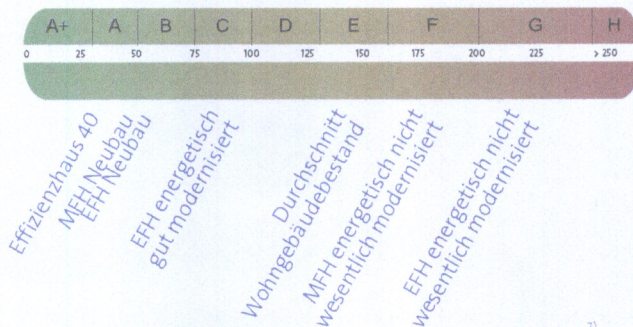 A+ A B C D E F G H
0 25 50 75 100 125 150 175 200 225 > 250
Effizienzhaus 40
MFH Neubau
EFH Neubau
EFH energetisch
gut modernisiert
Durchschnitt
Wohngebäudebestand
MFH energetisch nicht
wesentlich modernisiert
EFH energetisch nicht
wesentlich modernisiert